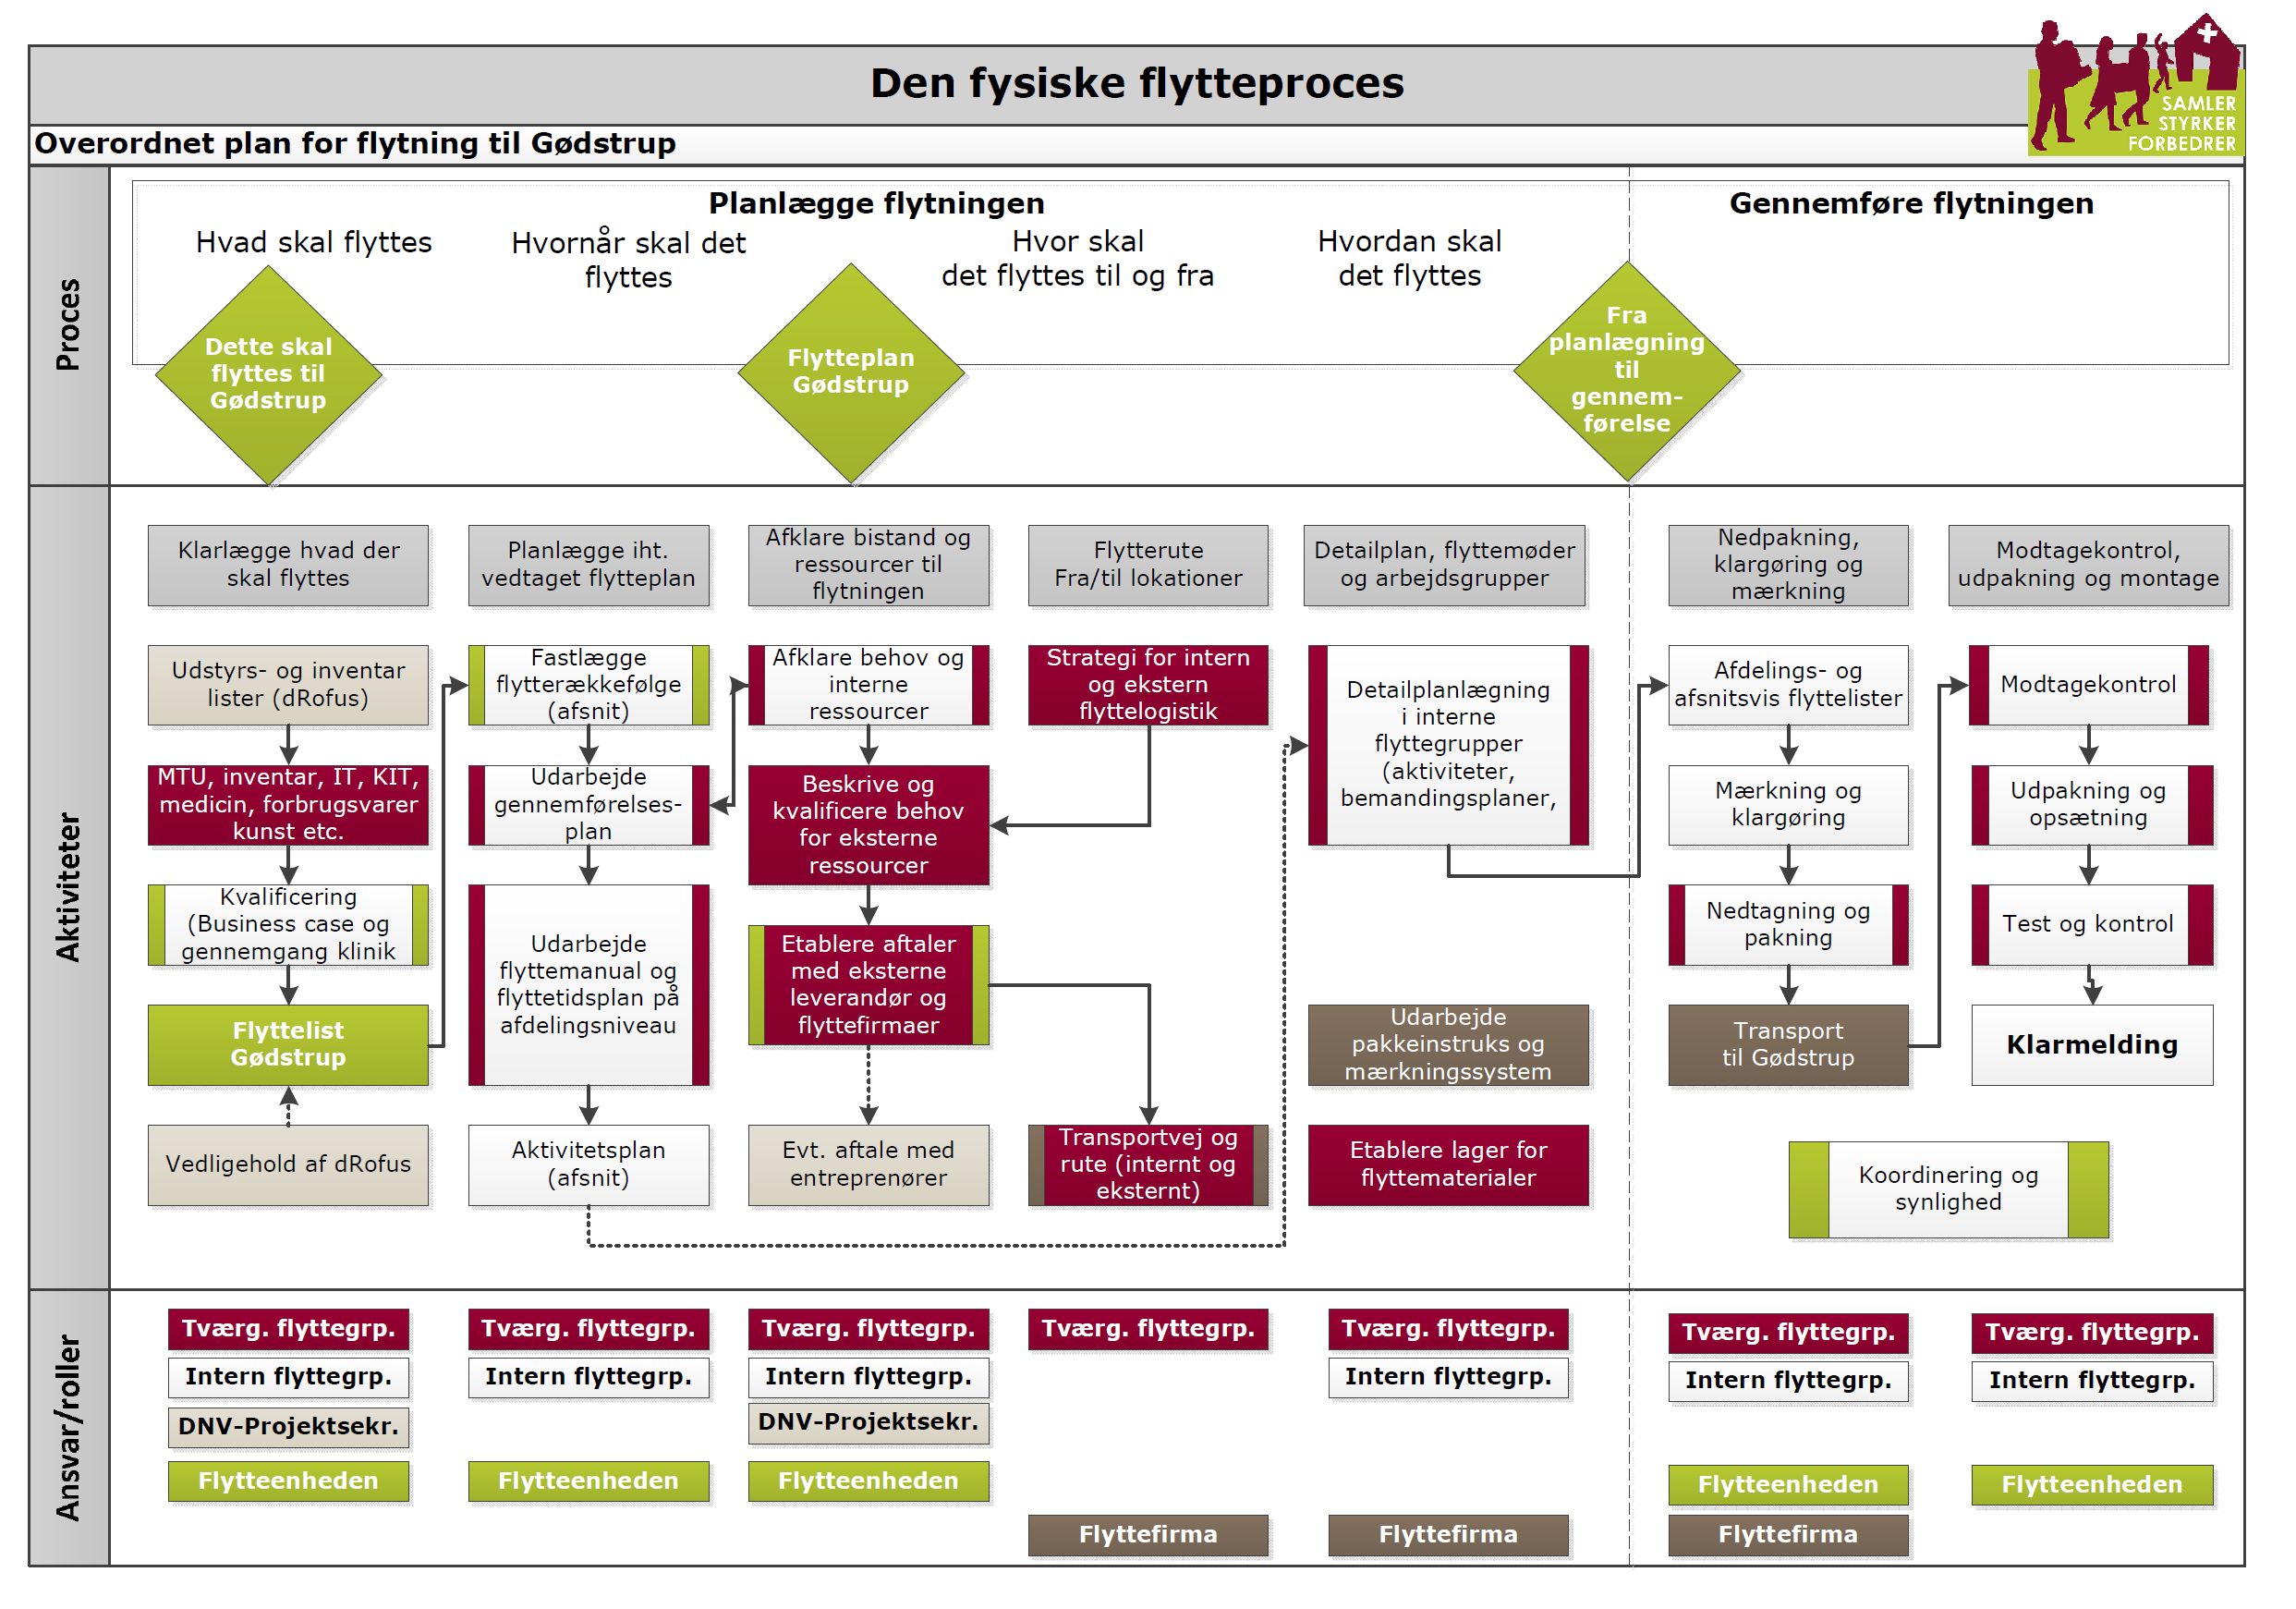 Den fysiske flytteproces
SAMLER
STYRKER
FORBEDRER
Overordnet plan for flytning til Gødstrup
Proces
Planlægge flytningen
Gennemføre flytningen
Hvad skal flyttes
Hvornår skal det
flyttes
Hvor skal
det flyttes til og fra
Hvordan skal
det flyttes
Dette skal
flyttes til
Gødstrup
Flytteplan
Gødstrup
Fra
planlægning
til
gennem-
førelse
Aktiviteter
Klarlægge hvad der
skal flyttes
Udstyrs- og inventar
lister (dRofus)
MTU, inventar, IT, KIT,
medicin, forbrugsvarer
kunst etc.
Kvalificering
(Business case og
gennemgang klinik
Flyttelist
Gødstrup
Vedligehold af dRofus
Planlægge iht.
vedtaget flytteplan
Fastlægge
flytterækkefølge
(afsnit)
Udarbejde
gennemførelses-
plan
Udarbejde
flyttemanual og
flyttetidsplan på
afdelingsniveau
Aktivitetsplan
(afsnit)
Afklare bistand og
ressourcer til
flytningen
Afklare behov og
interne
ressourcer
Beskrive og
kvalificere behov
for eksterne
ressourcer
Etablere aftaler
med eksterne
leverandør og
flyttefirmaer
Evt. aftale med
entreprenører
Flytterute
Fra/til lokationer
Strategi for intern
og ekstern
flyttelogistik
Transportvej og
rute (internt og
eksternt)
Detailplan, flyttemøder
og arbejdsgrupper
Detailplanlægning
i interne
flyttegrupper
(aktiviteter,
bemandingsplaner,
Udarbejde
pakkeinstruks og
mærkningssystem
Etablere lager for
flyttematerialer
Nedpakning,
klargøring og
mærkning
Afdelings- og
afsnitsvis flyttelister
Mærkning og
klargøring
Nedtagning og
pakning
Transport
til Gødstrup
Modtagekontrol,
udpakning og montage
Modtagekontrol
Udpakning og
opsætning
Test og kontrol
Klarmelding
Koordinering og
synlighed
Ansvar/roller
Tværg. flyttegrp.
Intern flyttegrp.
DNV-Projektsekr.
Flytteenheden
Tværg. flyttegrp.
Intern flyttegrp.
Flytteenheden
Tværg. flyttegrp.
Intern flyttegrp.
DNV-Projektsekr.
Flytteenheden
Tværg. flyttegrp.
Flyttefirma
Tværg. flyttegrp.
Intern flyttegrp.
Flyttefirma
Tværg. flyttegrp.
Intern flyttegrp.
Flytteenheden
Flyttefirma
Tværg. flyttegrp.
Intern flyttegrp.
Flytteenheden